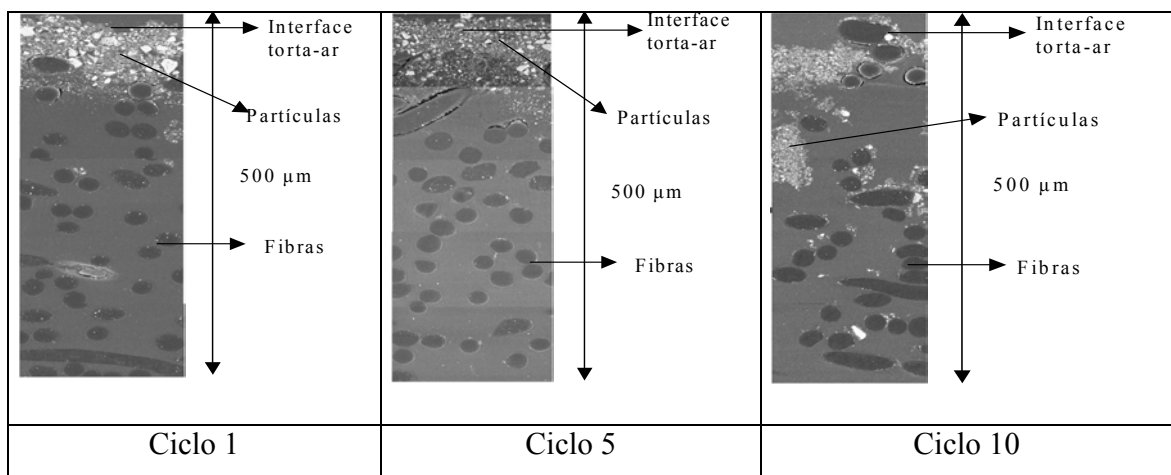 Interface
torta-ar
Partículas
500 µm
Fibras
Ciclo 1
Interface
torta-ar
Partículas
500 µm
Fibras
Ciclo 5
Interface
torta-ar
Partículas
500 µm
Fibras
Ciclo 10